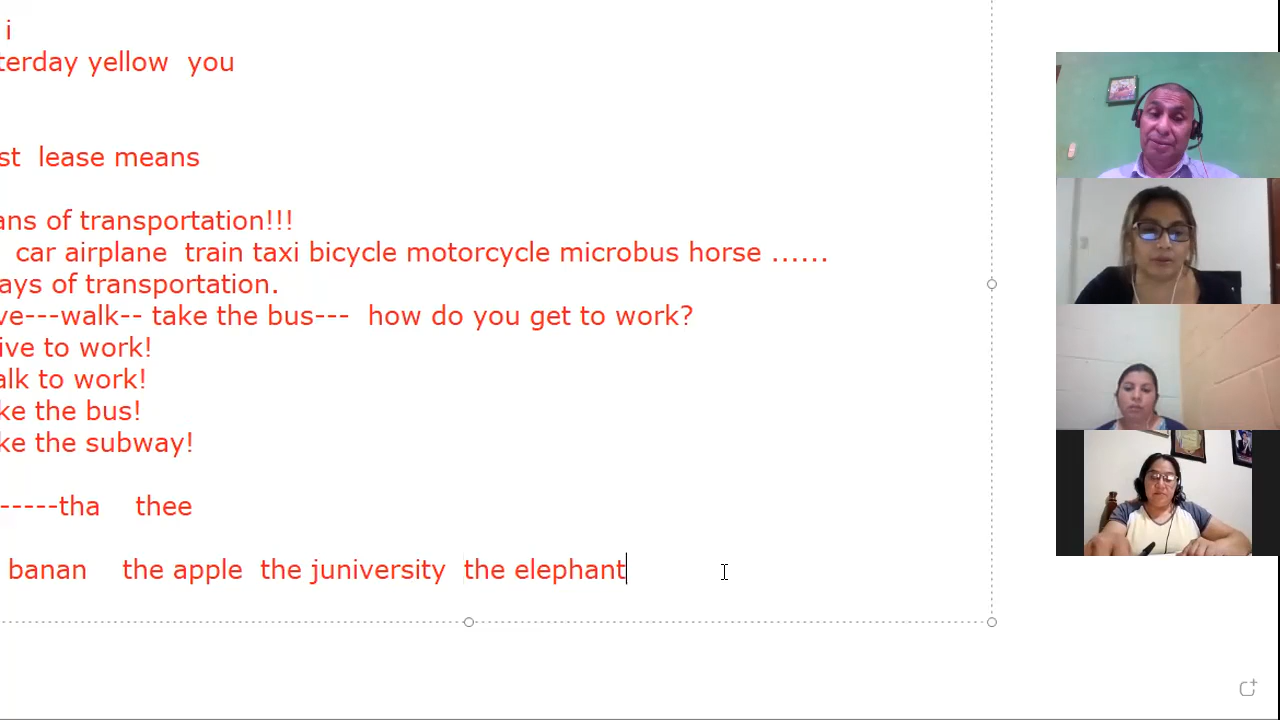 i
terday yellow  you
st  lease means
ans of transportation!!!
car airplane  train taxi bicycle motorcycle microbus horse ......
ays of transportation.
ve---walk-- take the bus---  how do you get to work?
ive to work!
alk to work!
ke the bus!
ke the subway!
-----tha    thee
banan    the apple  the juniversity  the elephant